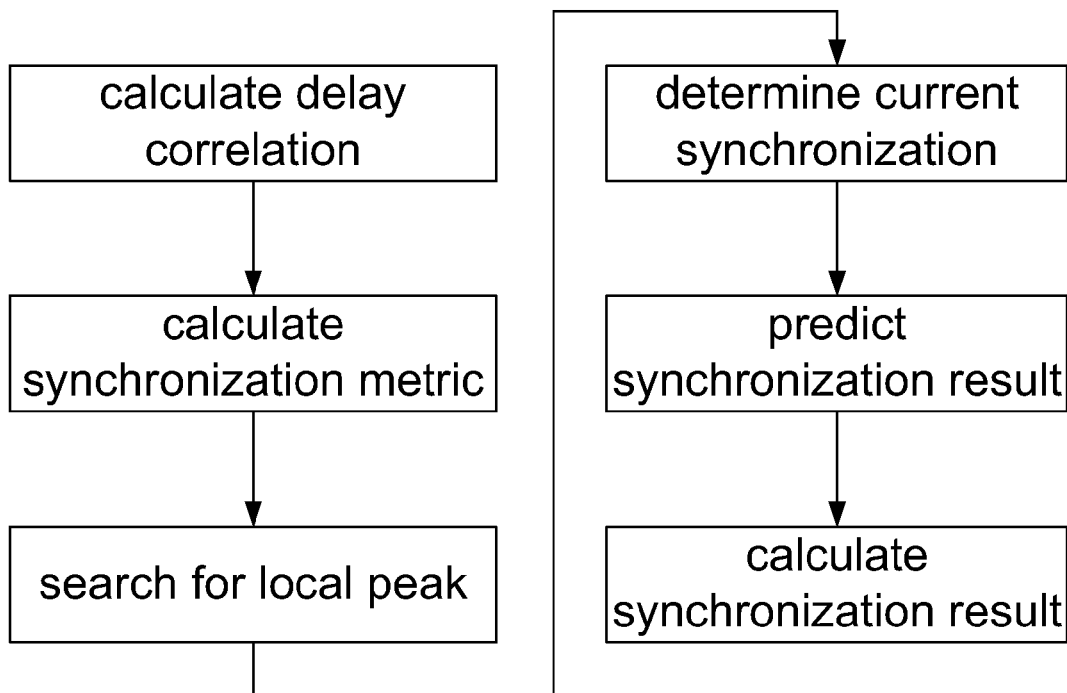 calculate delay
correlation
calculate
synchronization metric
search for local peak
determine current
synchronization
predict
synchronization result
calculate
synchronization result